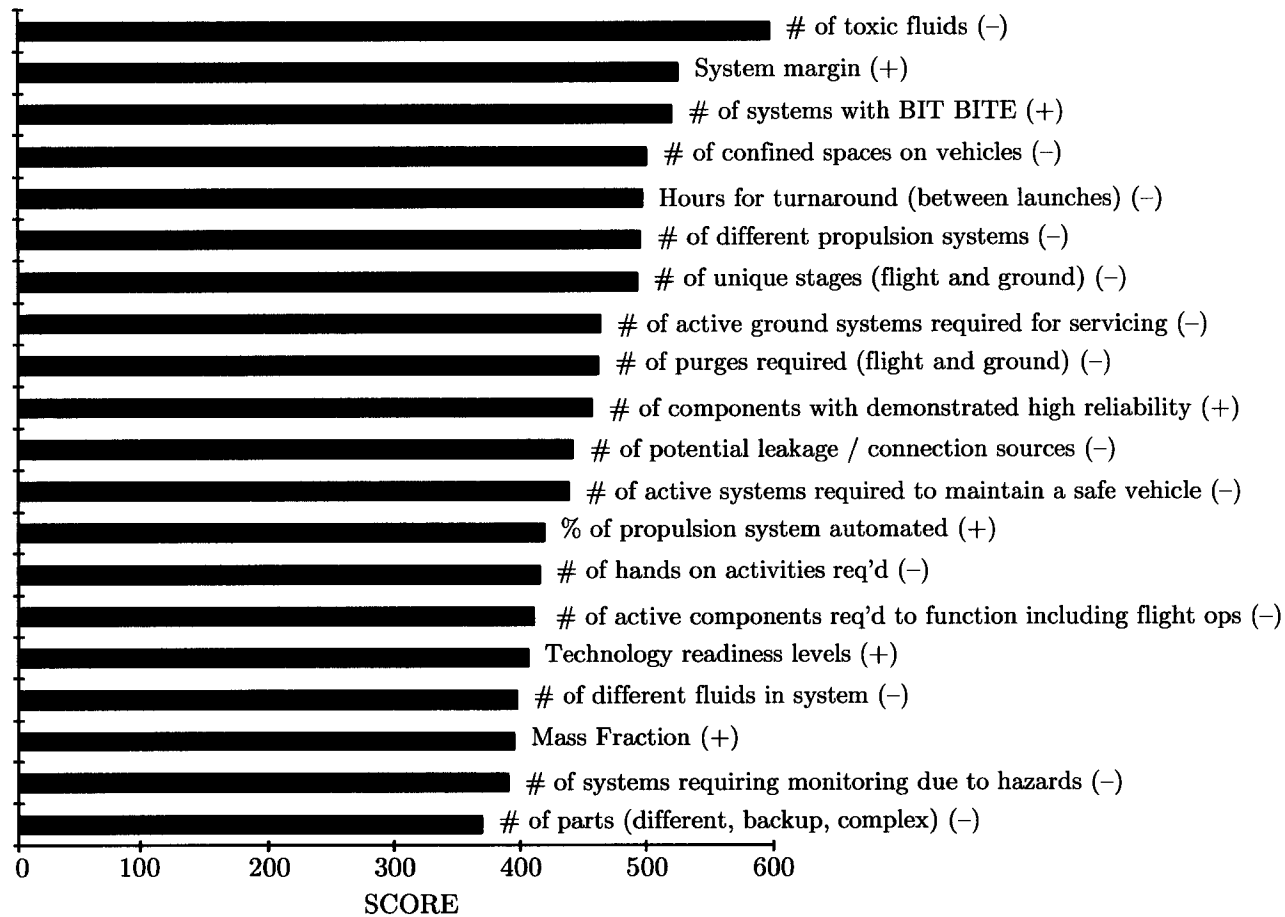 # of toxic fluids (–)
System margin (+)
# of systems with BIT BITE (+)
# of confined spaces on vehicles (–)
Hours for turnaround (between launches) (–)
# of different propulsion systems (–)
# of unique stages (flight and ground) (–)
# of active ground systems required for servicing (–)
# of purges required (flight and ground) (–)
# of components with demonstrated high reliability (+)
# of potential leakage / connection sources (–)
# of active systems required to maintain a safe vehicle (–)
% of propulsion system automated (+)
# of hands on activities req'd (–)
# of active components req'd to function including flight ops (–)
Technology readiness levels (+)
# of different fluids in system (–)
Mass Fraction (+)
# of systems requiring monitoring due to hazards (–)
# of parts (different, backup, complex) (–)
0 100 200 300 400 500 600
SCORE